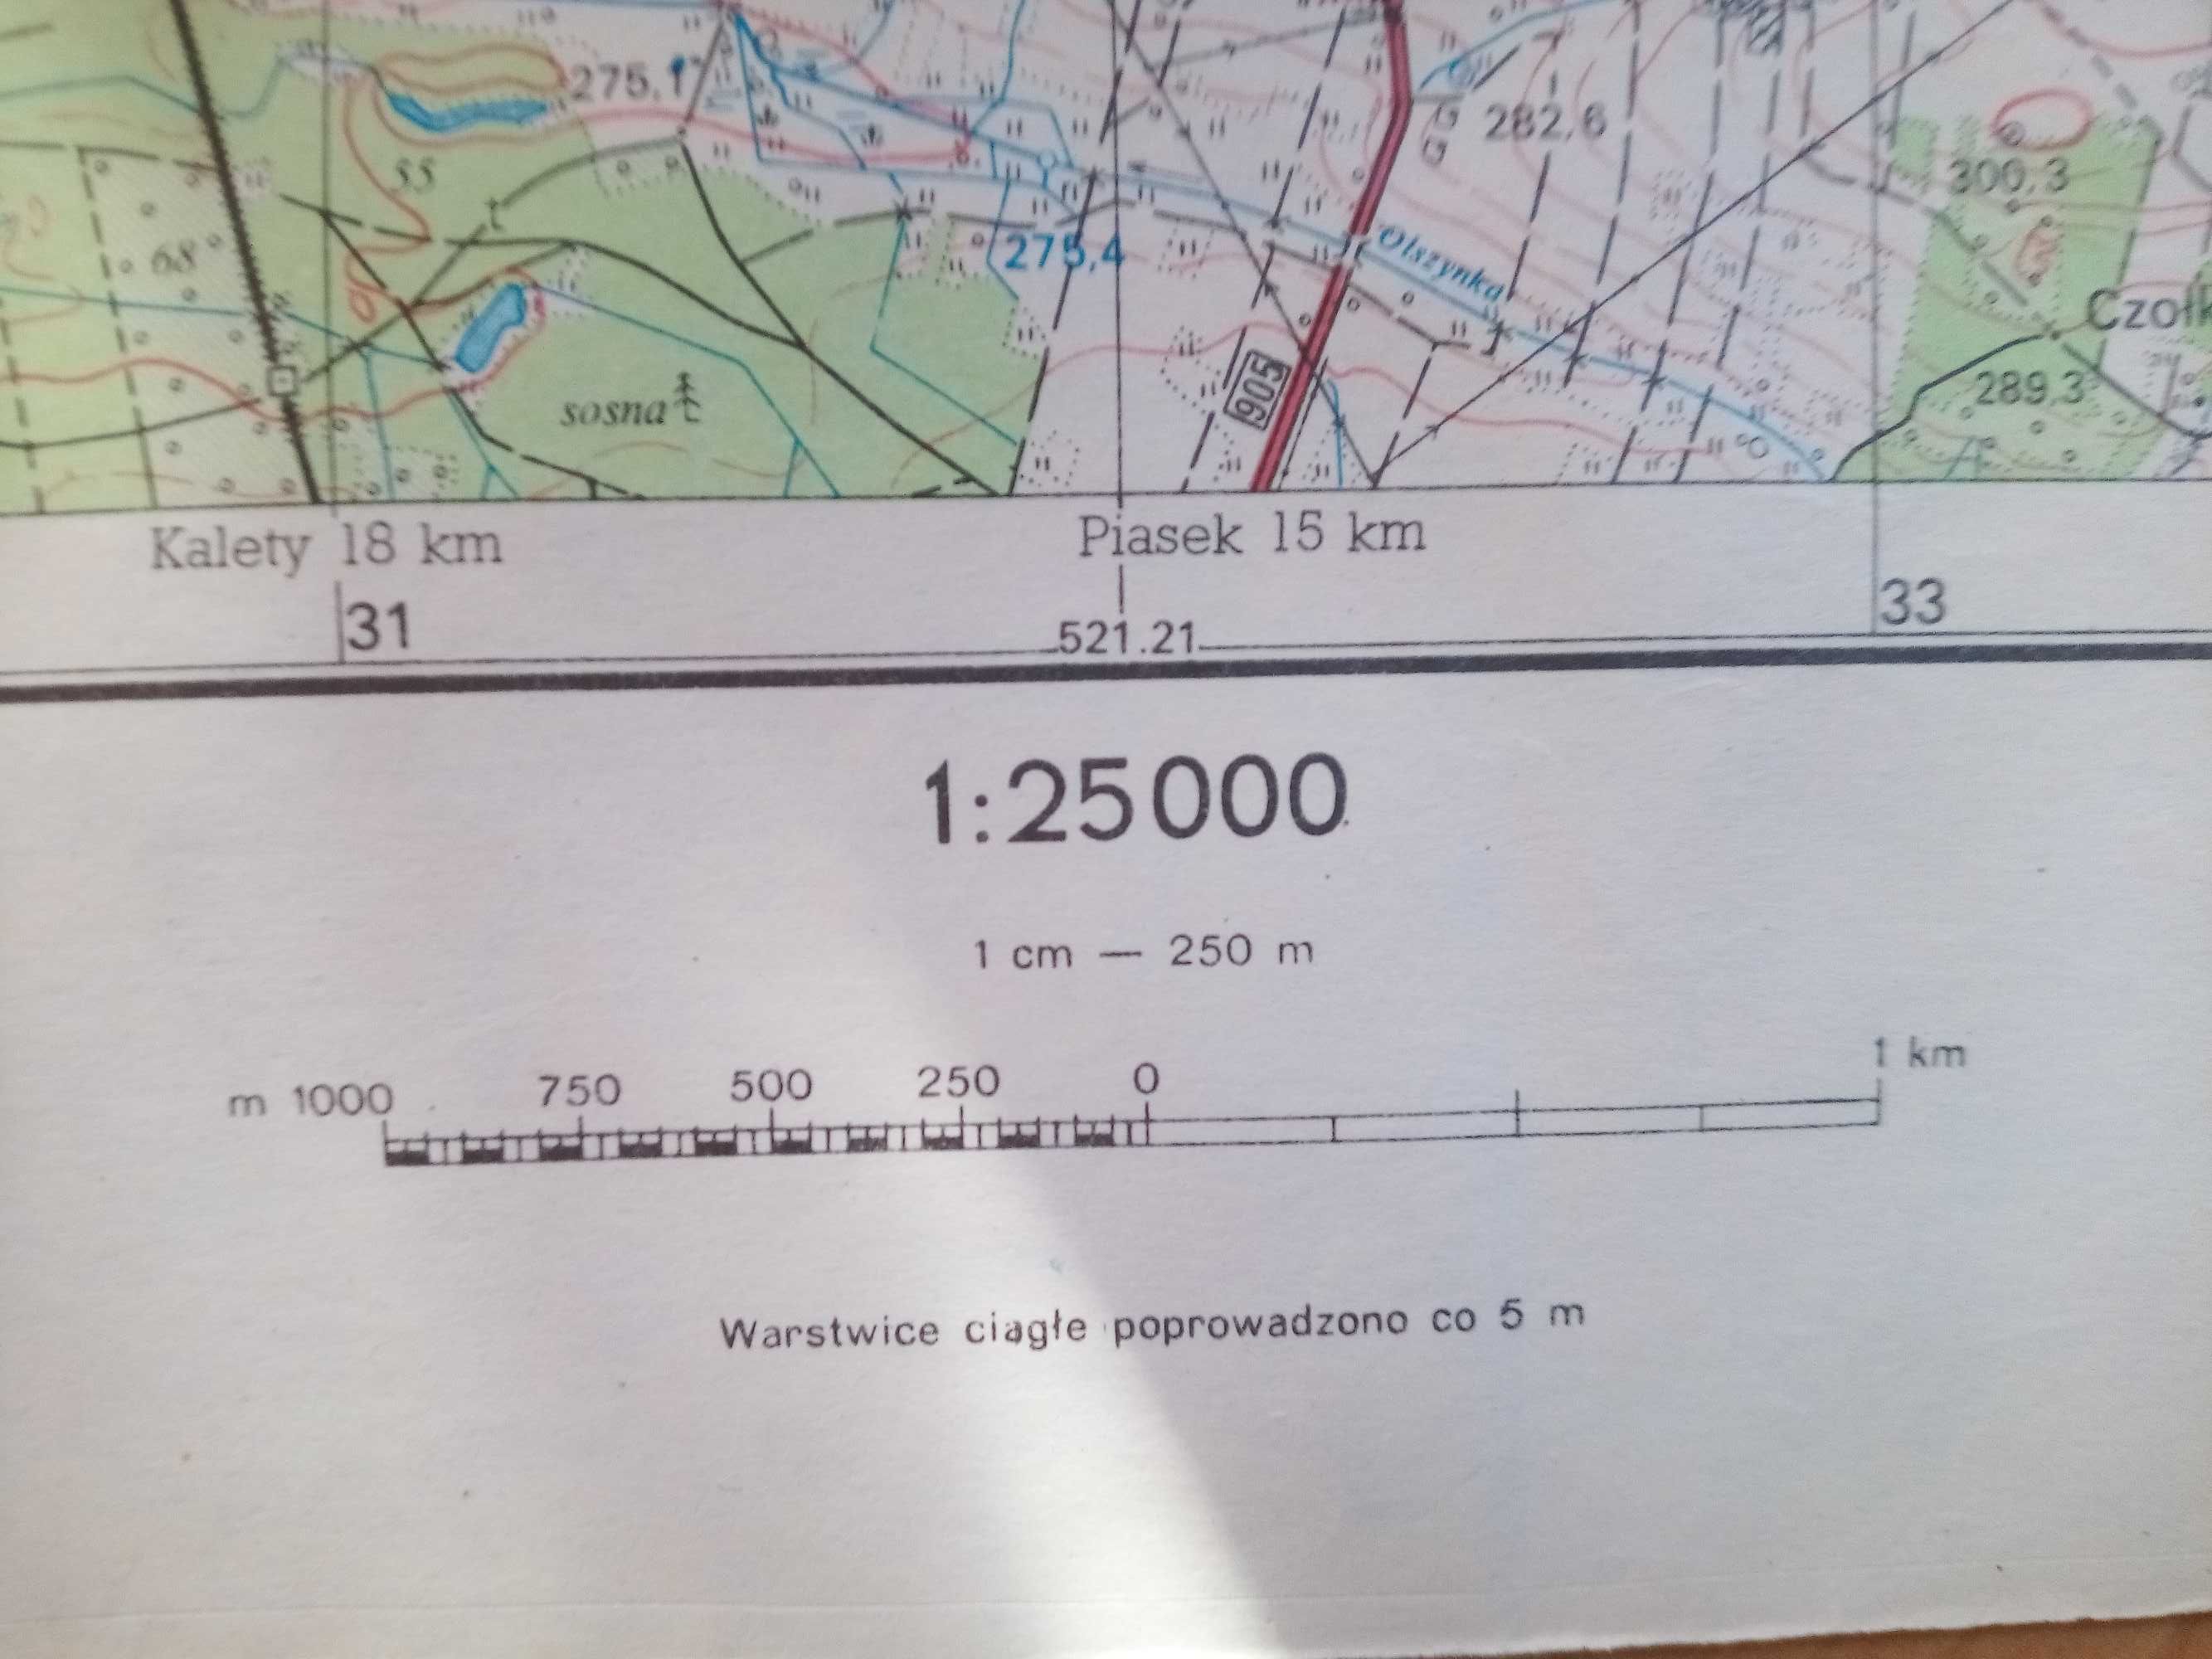 275,1
282,6
55
300,3
68
275,4
Olszynka
Czołk
289,3
905
sosna
Kalety 18 km
Piasek 15 km
31
521.21
33
1:25000
1 cm — 250 m
m 1000 750 500 250 0 1 km
Warstwice ciągłe poprowadzono co 5 m